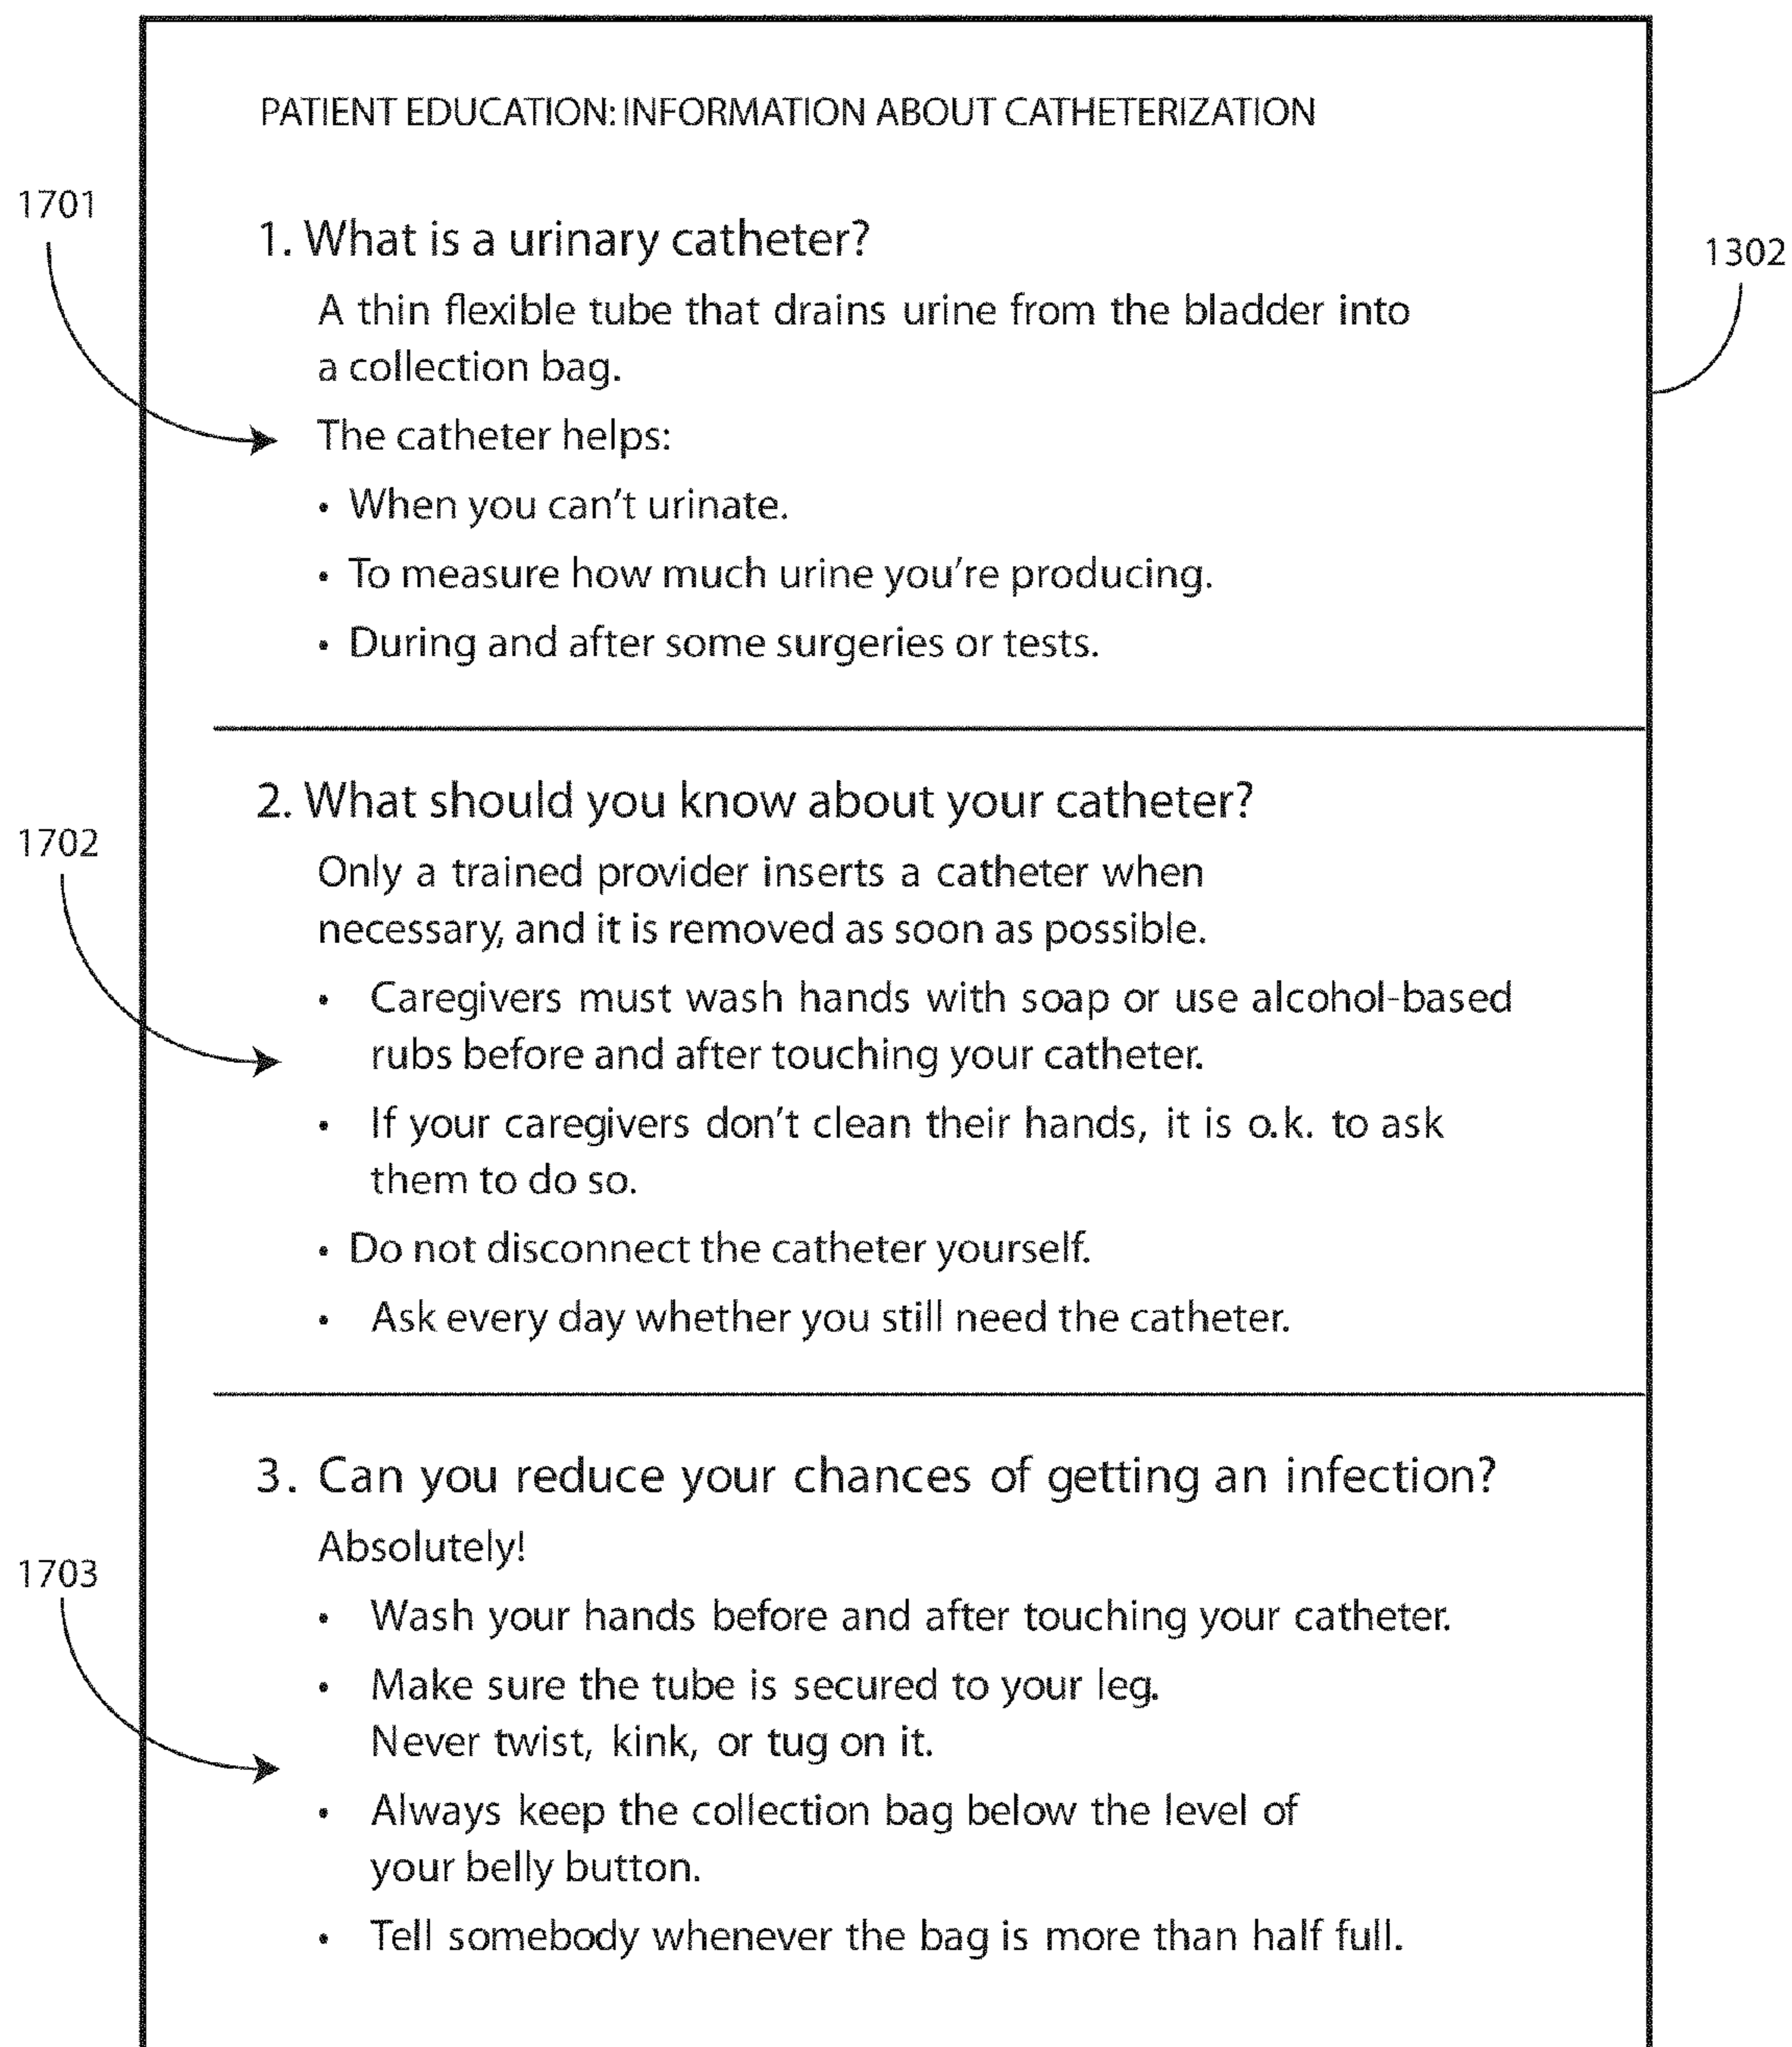 PATIENT EDUCATION: INFORMATION ABOUT CATHETERIZATION
1701
1. What is a urinary catheter?
1302
A thin flexible tube that drains urine from the bladder into
a collection bag.
The catheter helps:
• When you can't urinate.
• To measure how much urine you're producing.
• During and after some surgeries or tests.
2. What should you know about your catheter?
1702
Only a trained provider inserts a catheter when
necessary, and it is removed as soon as possible.
• Caregivers must wash hands with soap or use alcohol-based
rubs before and after touching your catheter.
• If your caregivers don't clean their hands, it is o.k. to ask
them to do so.
• Do not disconnect the catheter yourself.
• Ask every day whether you still need the catheter.
3. Can you reduce your chances of getting an infection?
Absolutely!
1703
• Wash your hands before and after touching your catheter.
• Make sure the tube is secured to your leg.
Never twist, kink, or tug on it.
• Always keep the collection bag below the level of
your belly button.
• Tell somebody whenever the bag is more than half full.